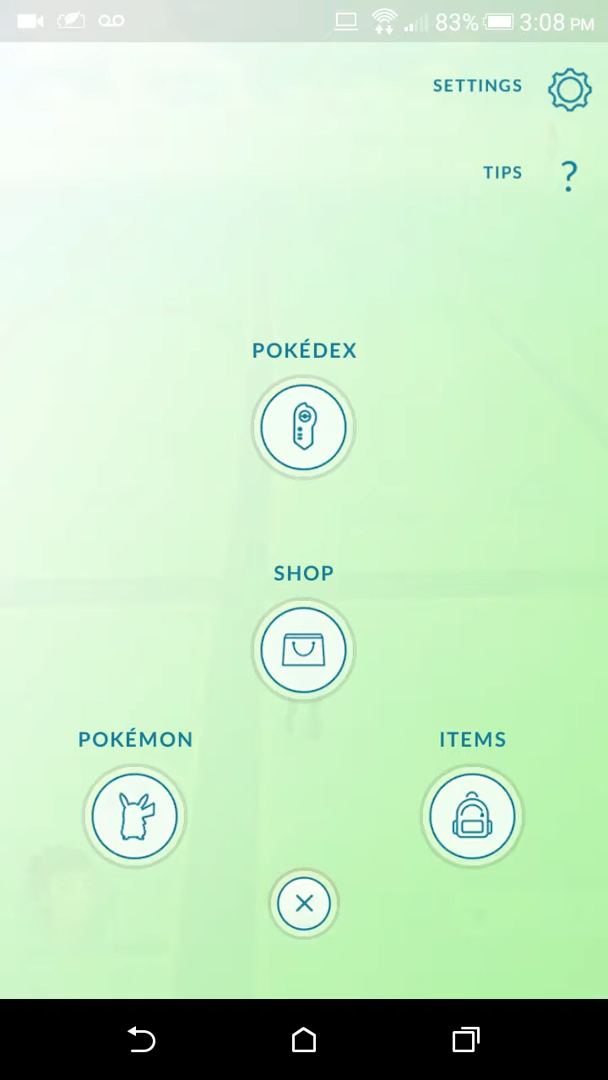 83% 3:08 PM
SETTINGS
TIPS ?
POKÉDEX
SHOP
POKÉMON
ITEMS